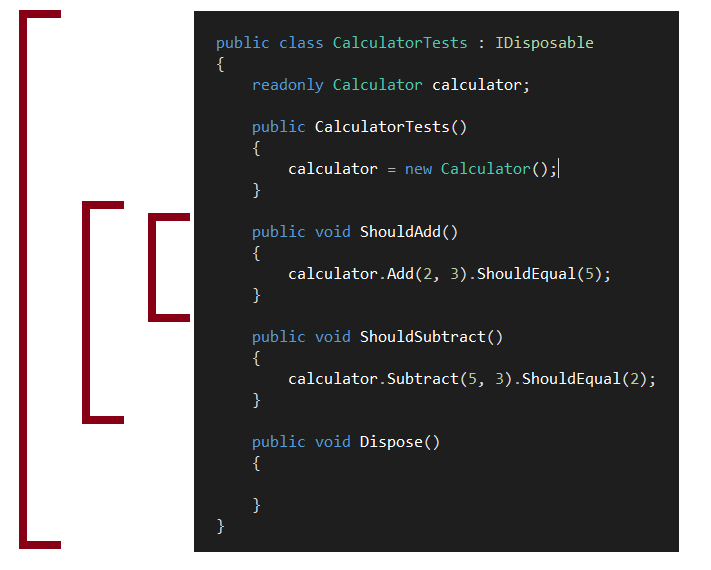 public class CalculatorTests : IDisposable
{
    readonly Calculator calculator;

    public CalculatorTests()
    {
        calculator = new Calculator();
    }

    public void ShouldAdd()
    {
        calculator.Add(2, 3).ShouldEqual(5);
    }

    public void ShouldSubtract()
    {
        calculator.Subtract(5, 3).ShouldEqual(2);
    }

    public void Dispose()
    {

    }
}